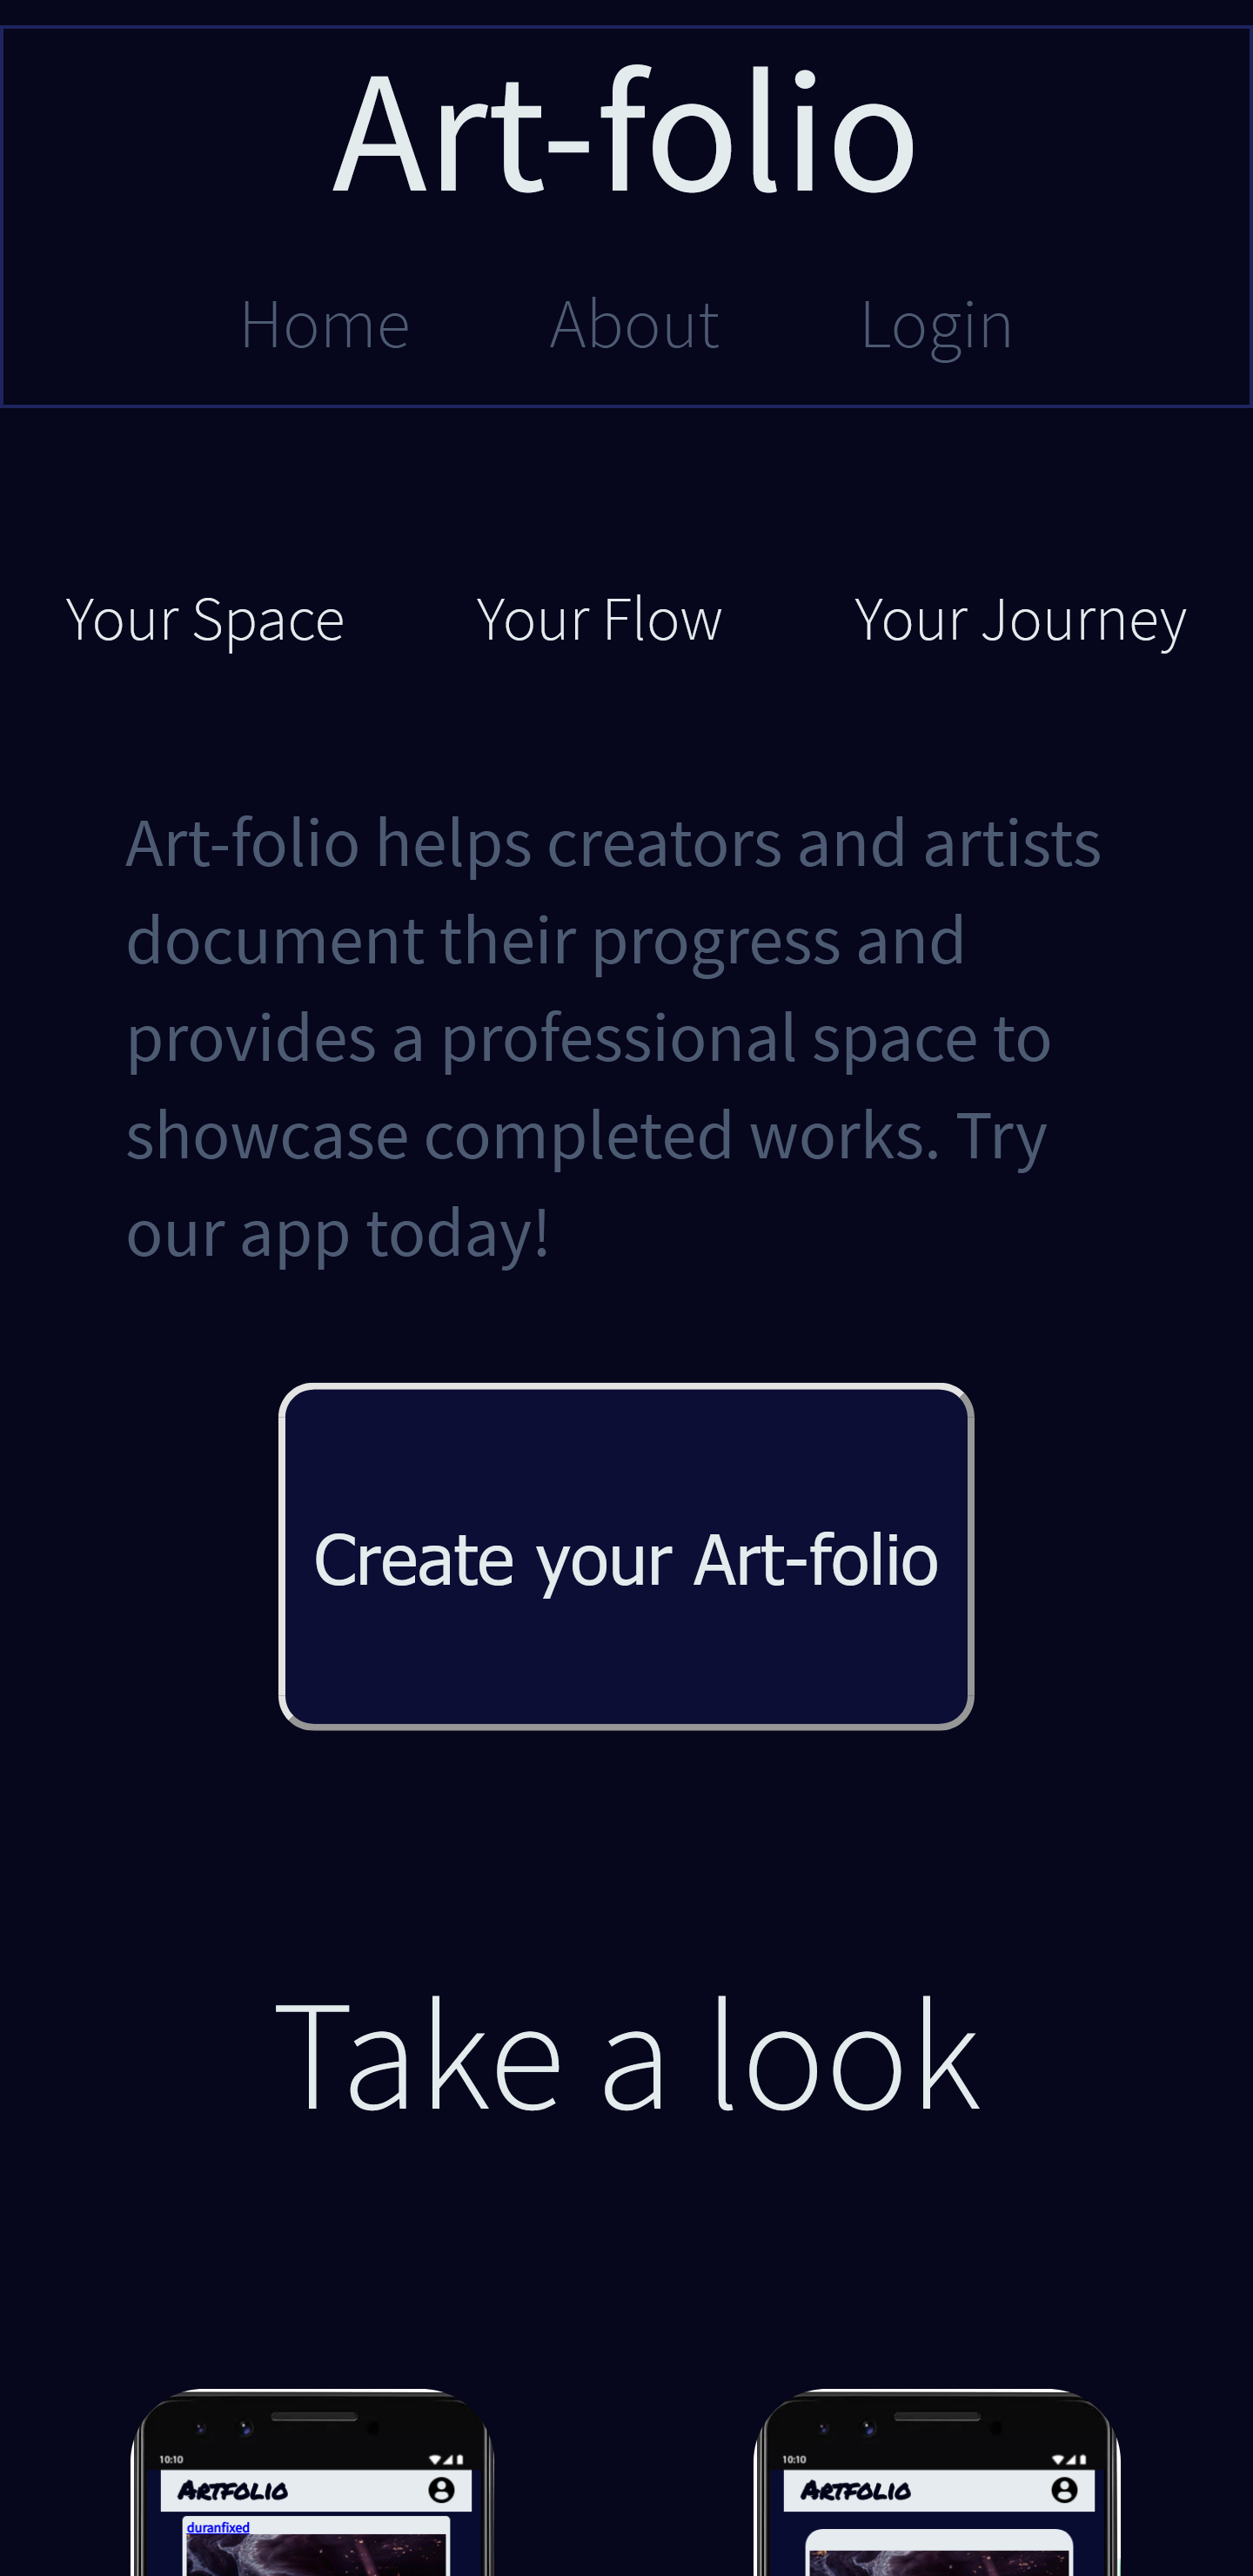 Art-folio
Home About Login
Your Space Your Flow Your Journey
Art-folio helps creators and artists
document their progress and
provides a professional space to
showcase completed works. Try
our app today!
Create your Art-folio
Take a look
10:10 10:10
Artfolio Artfolio
duranfixed